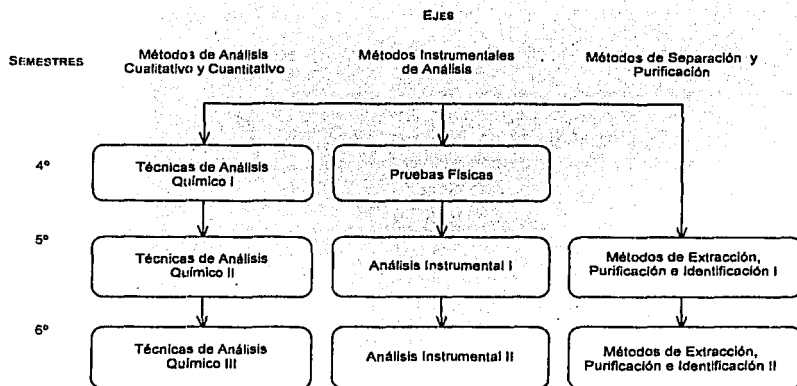 EJES
SEMESTRES
Métodos de Análisis
Cualitativo y Cuantitativo
Métodos Instrumentales
de Análisis
Métodos de Separación y
Purificación
4º
Técnicas de Análisis
Químico I
Pruebas Físicas
5º
Técnicas de Análisis
Químico II
Análisis Instrumental I
Métodos de Extracción,
Purificación e Identificación I
6º
Técnicas de Análisis
Químico III
Análisis Instrumental II
Métodos de Extracción,
Purificación e Identificación II